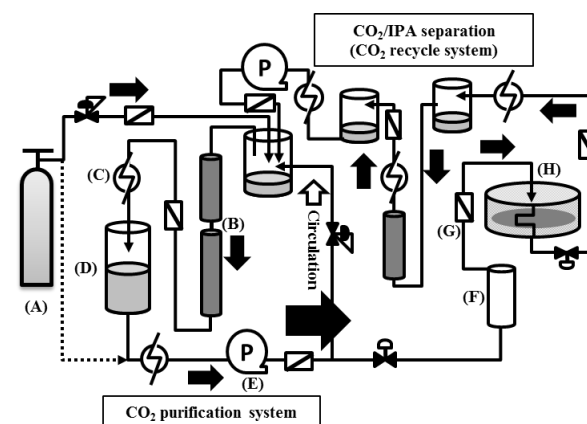 CO₂/IPA separation
(CO₂ recycle system)
P
(C)
(B)
(H)
(G)
(D)
Circulation
(F)
(A)
P
(E)
CO₂ purification system